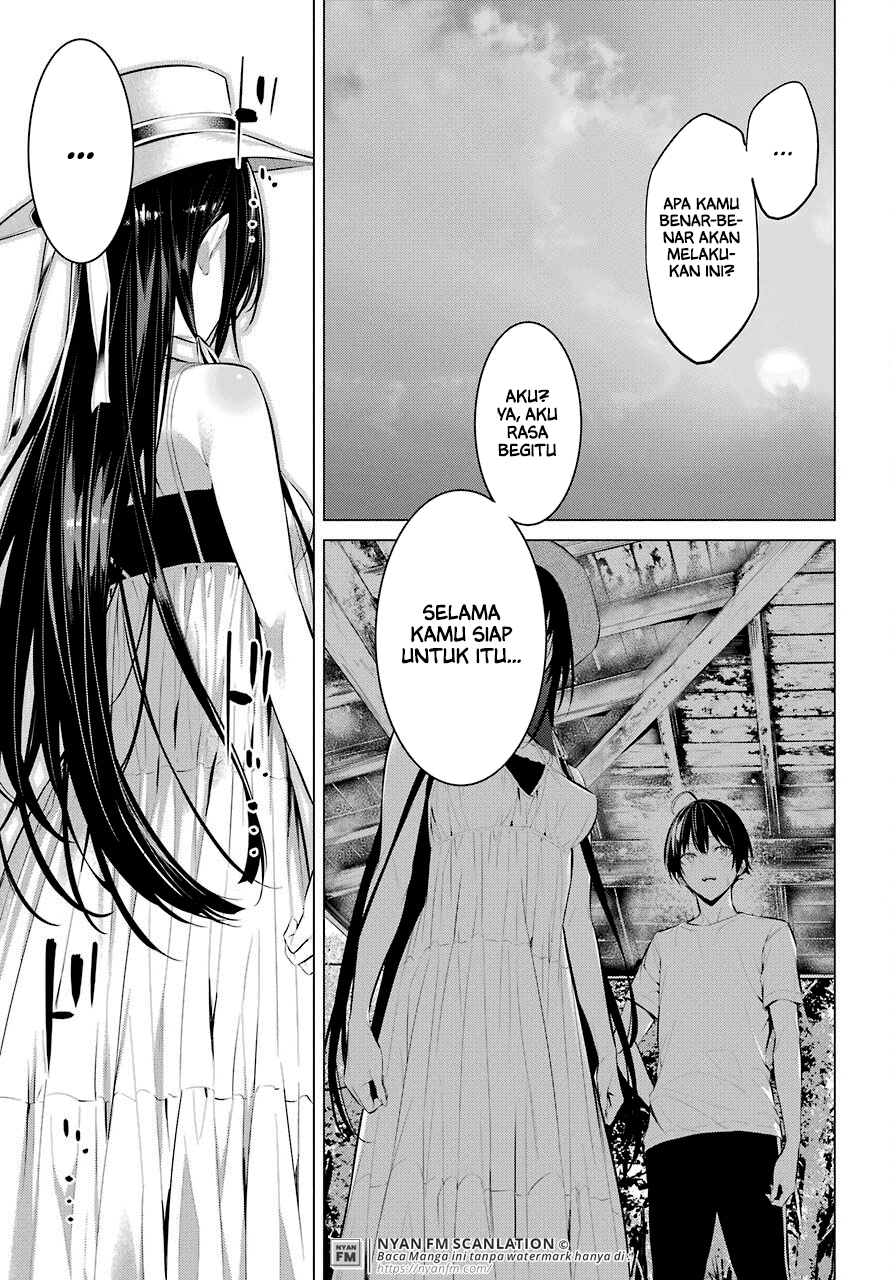 ...
APA KAMU
BENAR-BE-
NAR AKAN
MELAKU-
KAN INI?
AKU?
YA, AKU
RASA
BEGITU
SELAMA
KAMU SIAP
UNTUK ITU...
...
NYAN FM SCANLATION ©
NYAN
FM
Baca Manga ini tanpa watermark hanya di :
https://nyanfm.com/